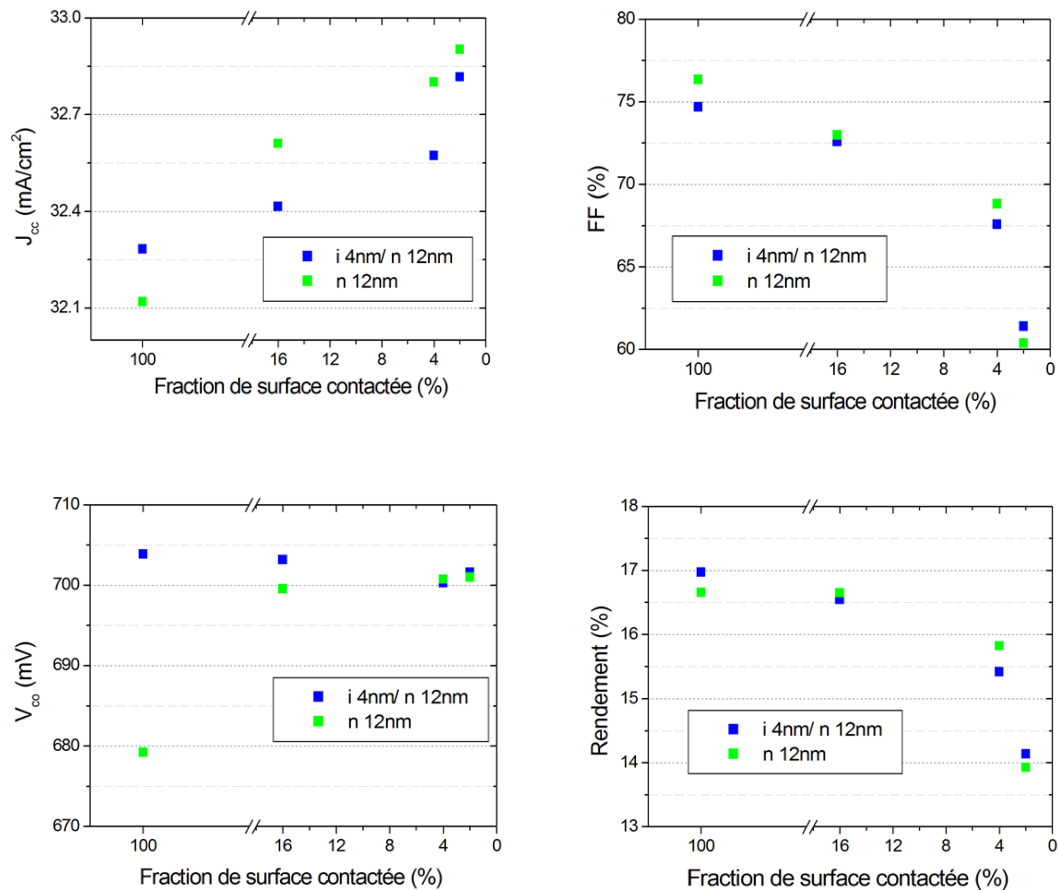 33.0
32.7
32.4
32.1
J_cc (mA/cm²)
i 4nm/ n 12nm
n 12nm
100 16 12 8 4 0
Fraction de surface contactée (%)
80
75
70
65
60
FF (%)
i 4nm/ n 12nm
n 12nm
100 16 12 8 4 0
Fraction de surface contactée (%)
710
700
690
680
670
V_co (mV)
i 4nm/ n 12nm
n 12nm
100 16 12 8 4 0
Fraction de surface contactée (%)
18
17
16
15
14
13
Rendement (%)
i 4nm/ n 12nm
n 12nm
100 16 12 8 4 0
Fraction de surface contactée (%)